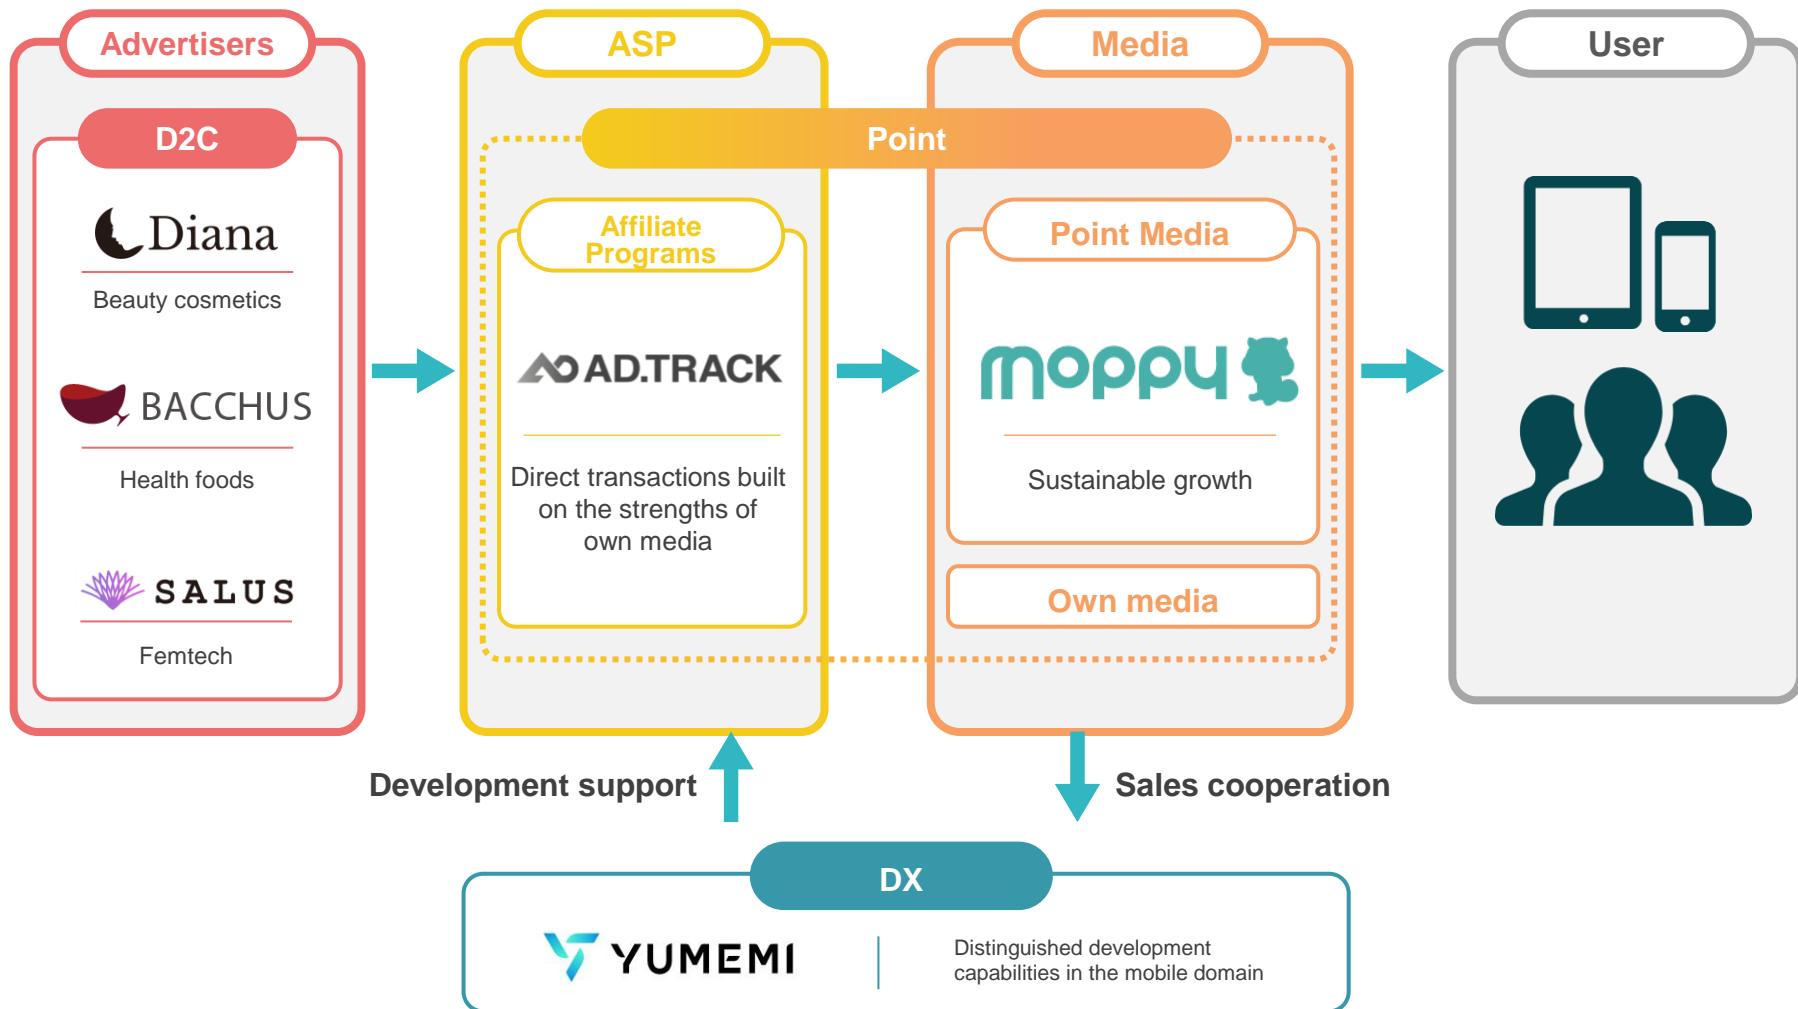 Advertisers
D2C
Diana
Beauty cosmetics
BACCHUS
Health foods
SALUS
Femtech
ASP
Media
Point
Affiliate
Programs
AD.TRACK
Direct transactions built
on the strengths of
own media
Point Media
moppy
Sustainable growth
Own media
User
Development support
Sales cooperation
DX
YUMEMI
Distinguished development
capabilities in the mobile domain